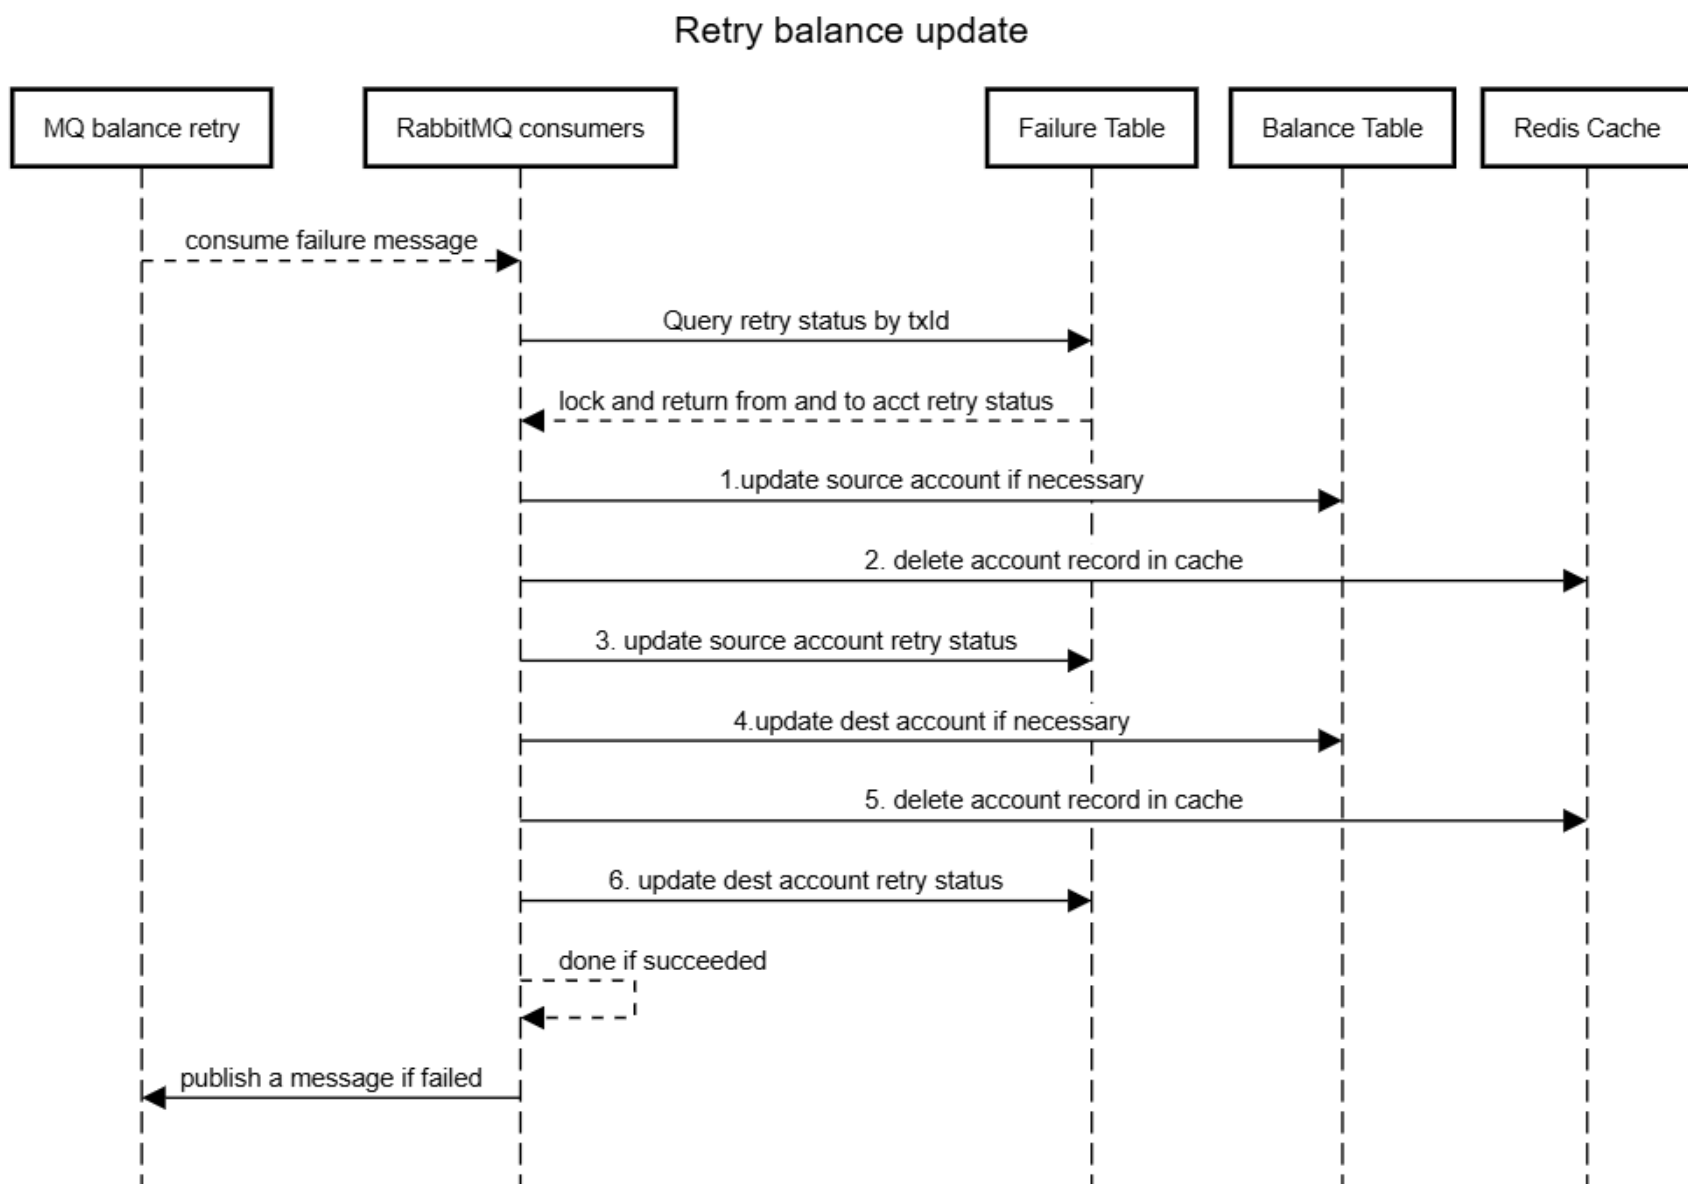 Retry balance update
MQ balance retry
RabbitMQ consumers
Failure Table
Balance Table
Redis Cache
consume failure message
Query retry status by txId
lock and return from and to acct retry status
1.update source account if necessary
2. delete account record in cache
3. update source account retry status
4.update dest account if necessary
5. delete account record in cache
6. update dest account retry status
done if succeeded
publish a message if failed